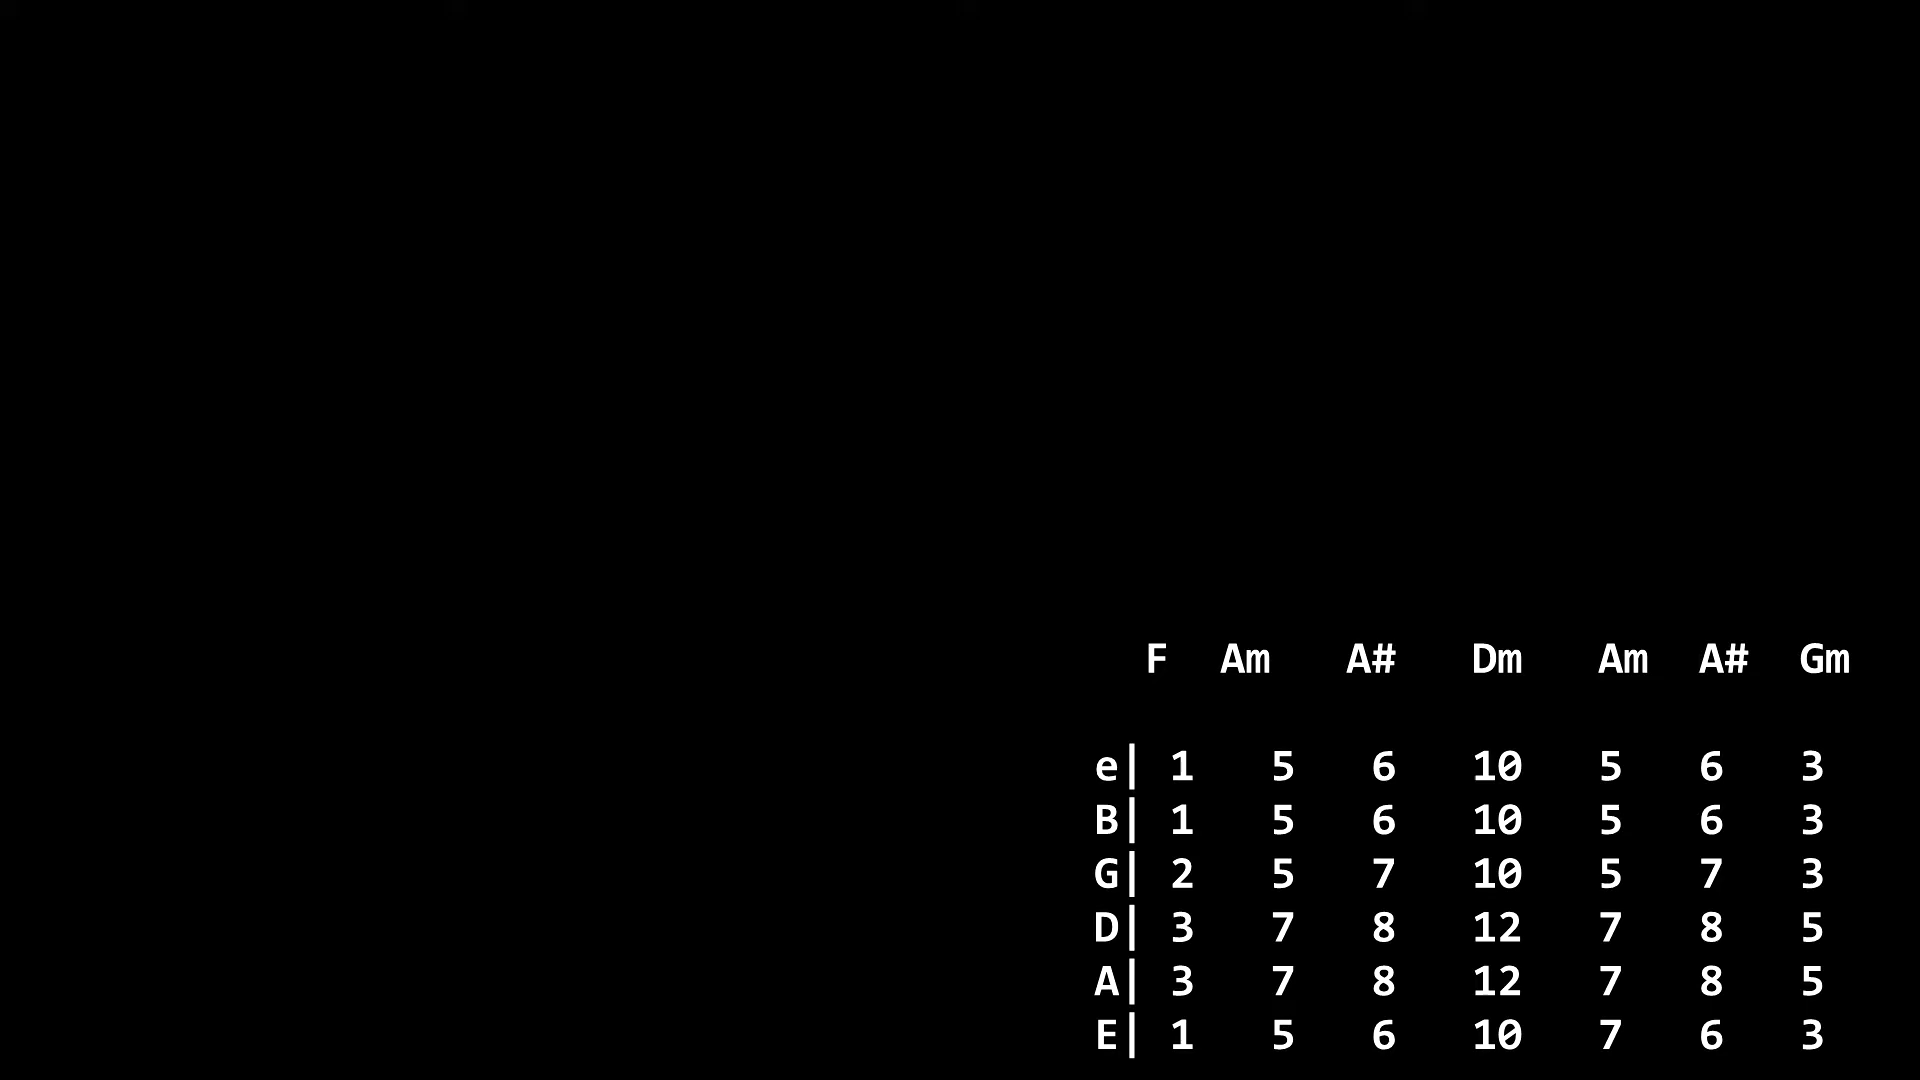 F Am A# Dm Am A# Gm
e| 1 5 6 10 5 6 3
B| 1 5 6 10 5 6 3
G| 2 5 7 10 5 7 3
D| 3 7 8 12 7 8 5
A| 3 7 8 12 7 8 5
E| 1 5 6 10 7 6 3